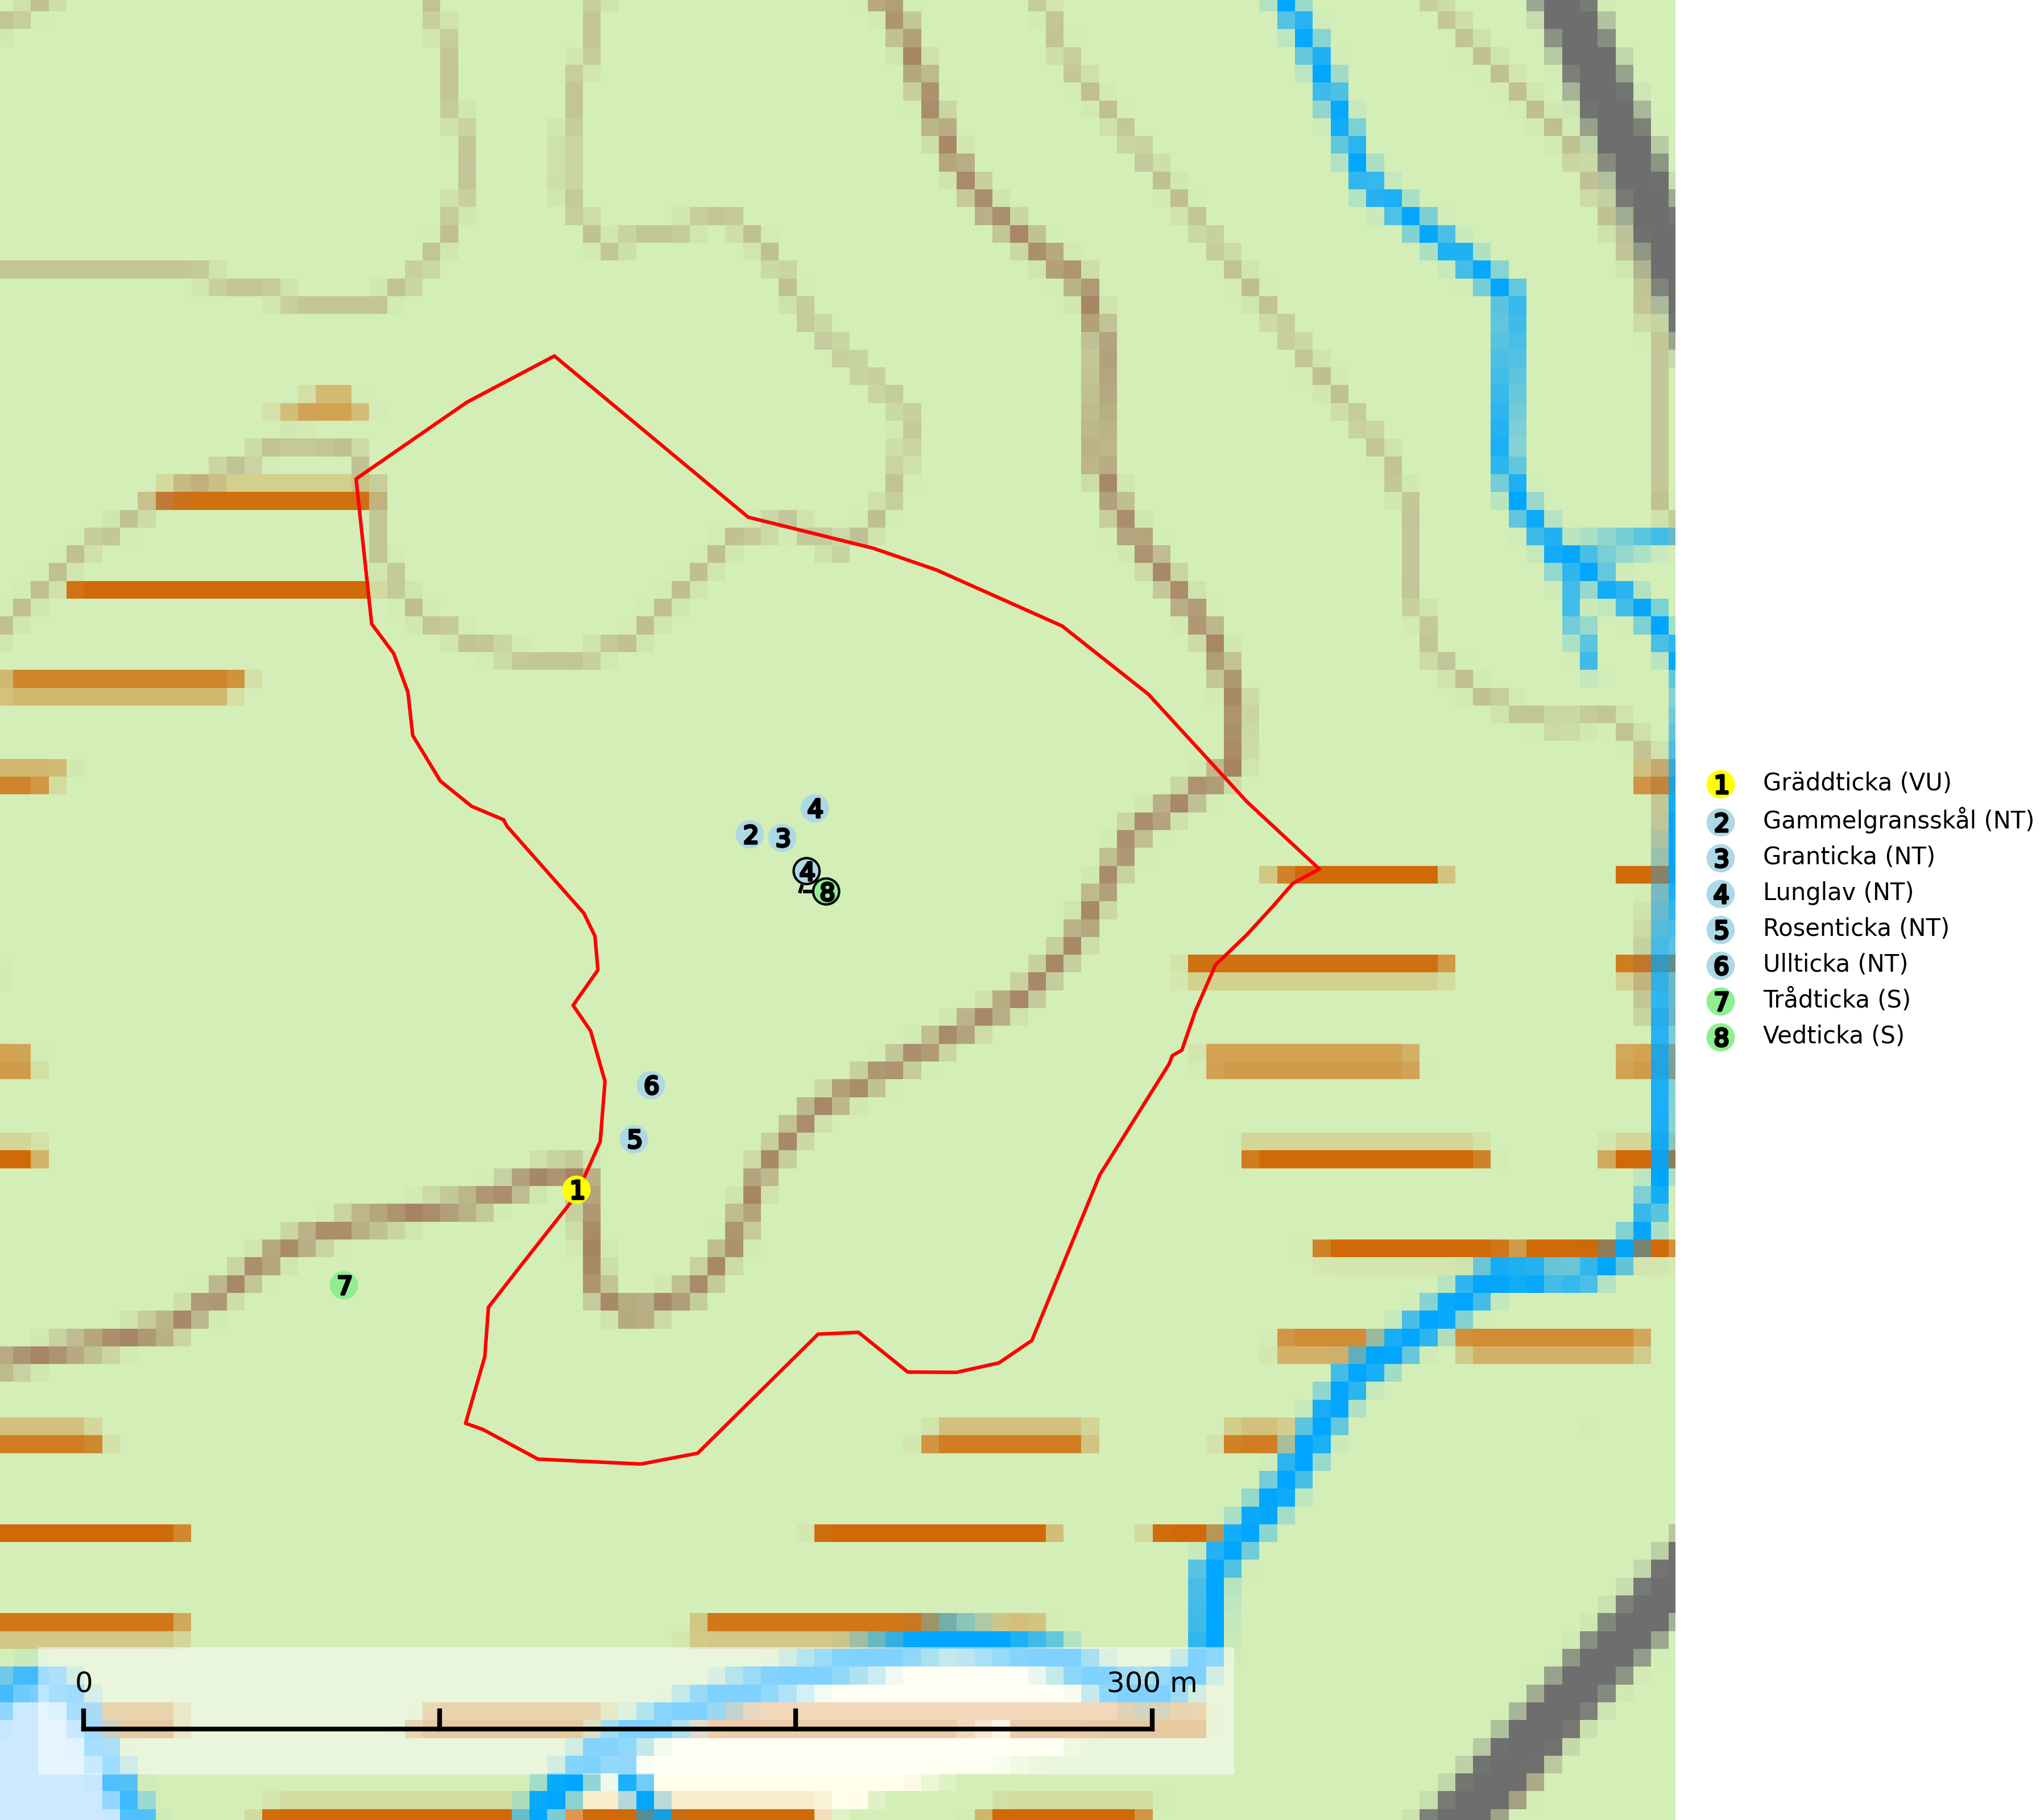 4
2
3
4
8
6
5
1
7
0
300 m
1 Gräddticka (VU)
2 Gammelgransskål (NT)
3 Granticka (NT)
4 Lunglav (NT)
5 Rosenticka (NT)
6 Ullticka (NT)
7 Trådticka (S)
8 Vedticka (S)